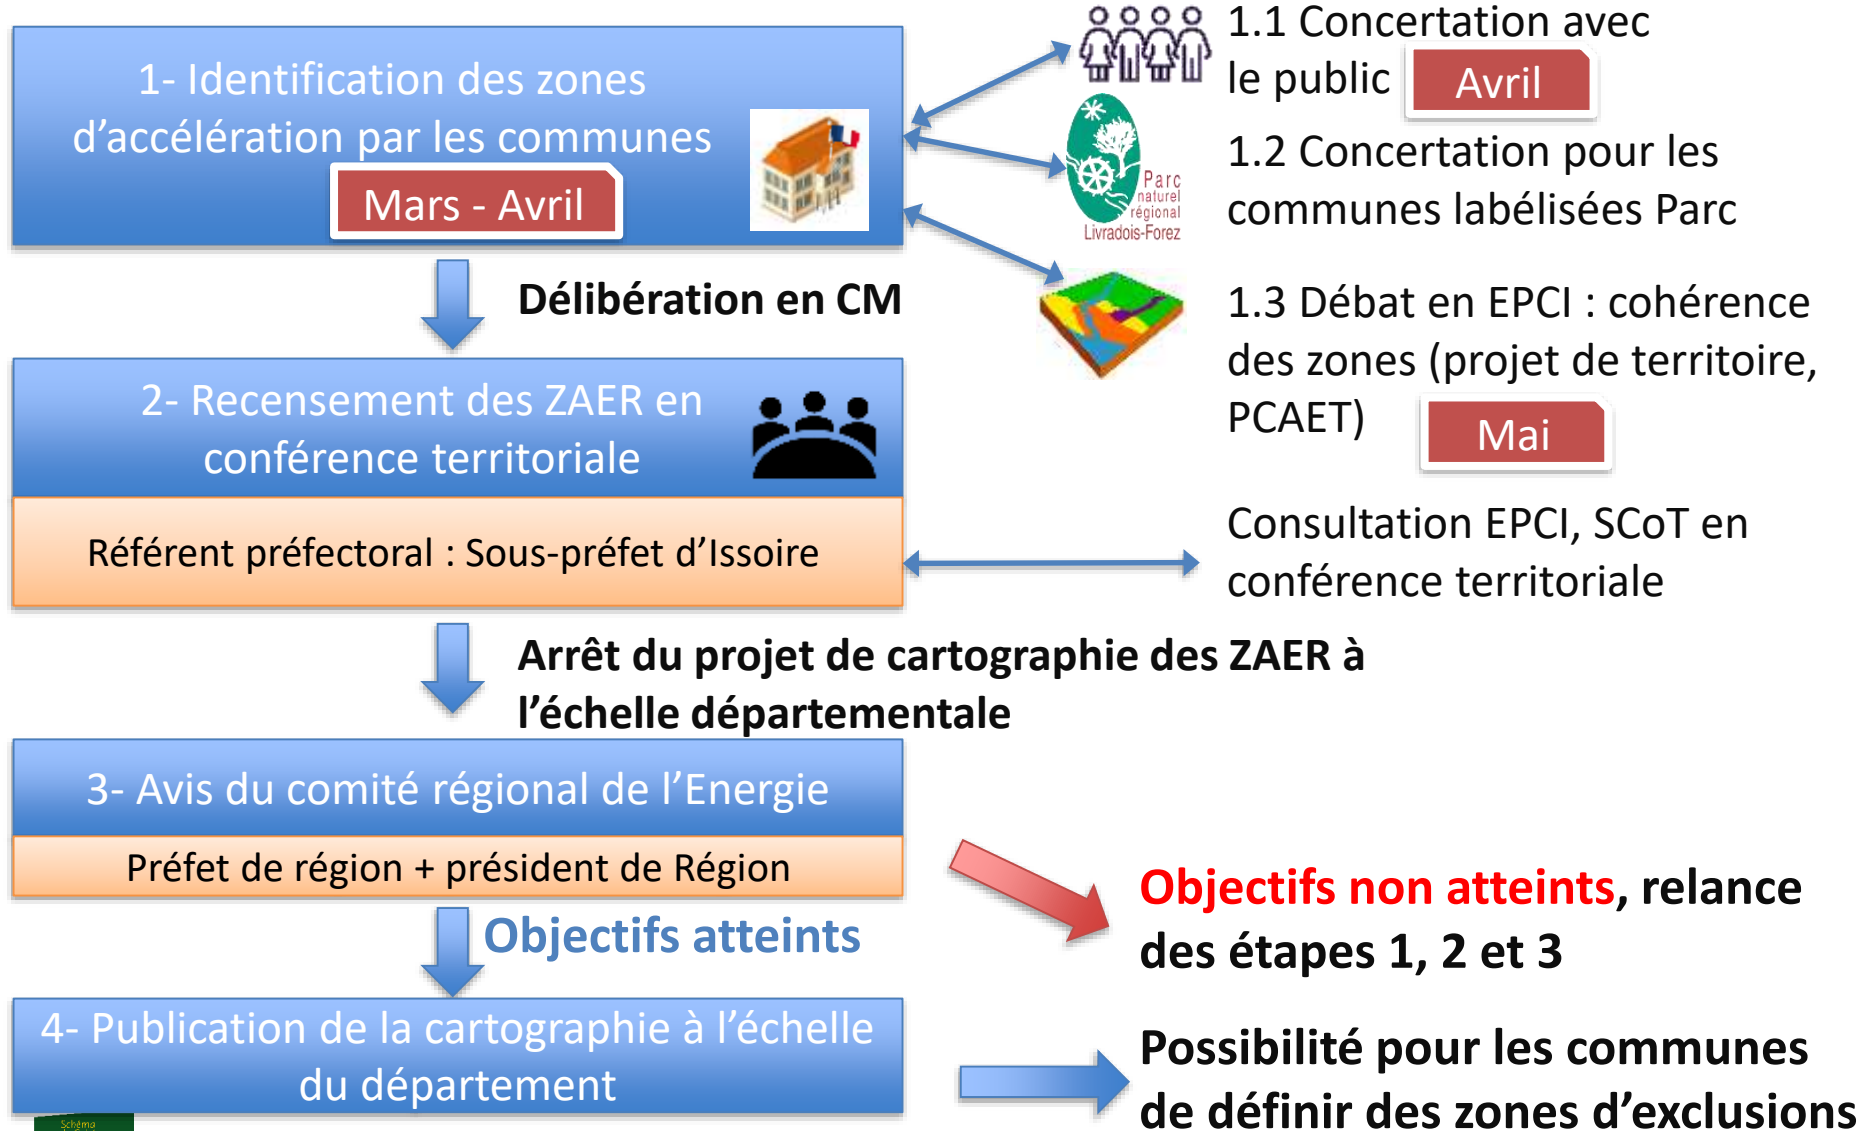 1- Identification des zones
d’accélération par les communes
Mars - Avril
1.1 Concertation avec
le public
Avril
Parc
naturel
régional
Livradois-Forez
1.2 Concertation pour les
communes labélisées Parc
Délibération en CM
1.3 Débat en EPCI : cohérence
des zones (projet de territoire,
PCAET)
Mai
2- Recensement des ZAER en
conférence territoriale
Référent préfectoral : Sous-préfet d’Issoire
Consultation EPCI, SCoT en
conférence territoriale
Arrêt du projet de cartographie des ZAER à
l’échelle départementale
3- Avis du comité régional de l’Energie
Préfet de région + président de Région
Objectifs atteints
Objectifs non atteints, relance
des étapes 1, 2 et 3
4- Publication de la cartographie à l’échelle
du département
Possibilité pour les communes
de définir des zones d’exclusions
Schéma